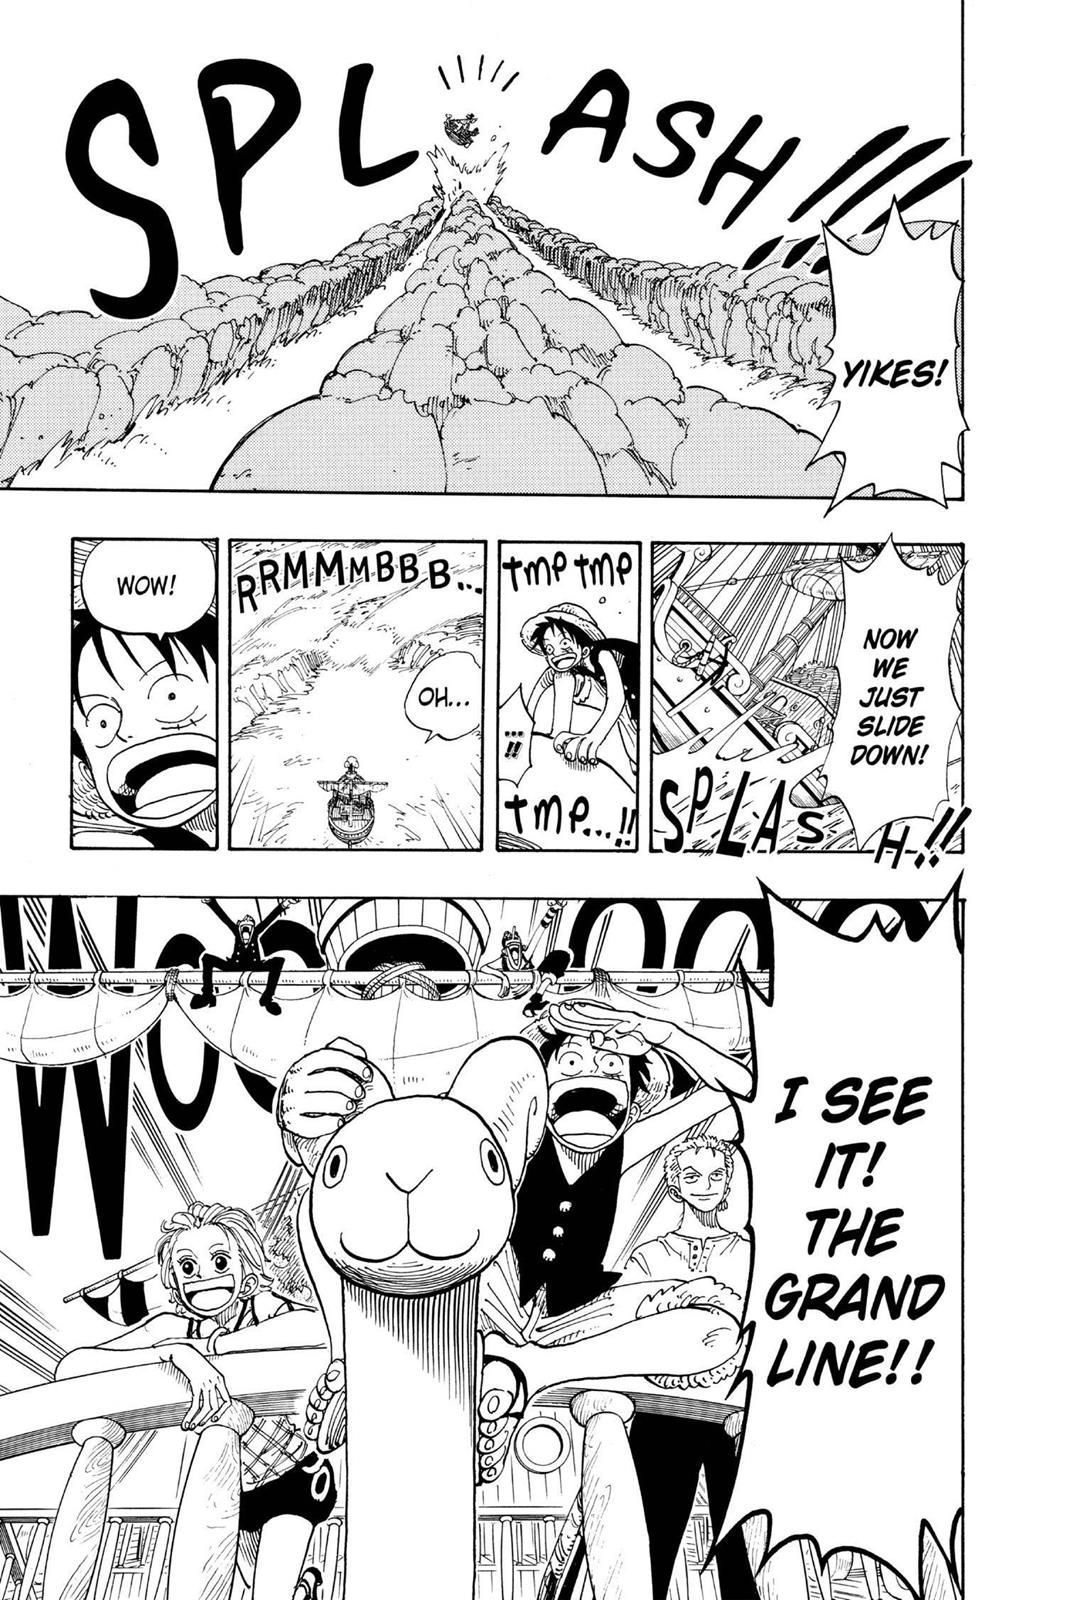 SPLASH!!!
YIKES!
NOW
WE
JUST
SLIDE
DOWN!
SPLASH!!
tmp tmp
...
!!
tmp...!!
RRMMMBBB...
OH...
WOW!
I SEE
IT!
THE
GRAND
LINE!!